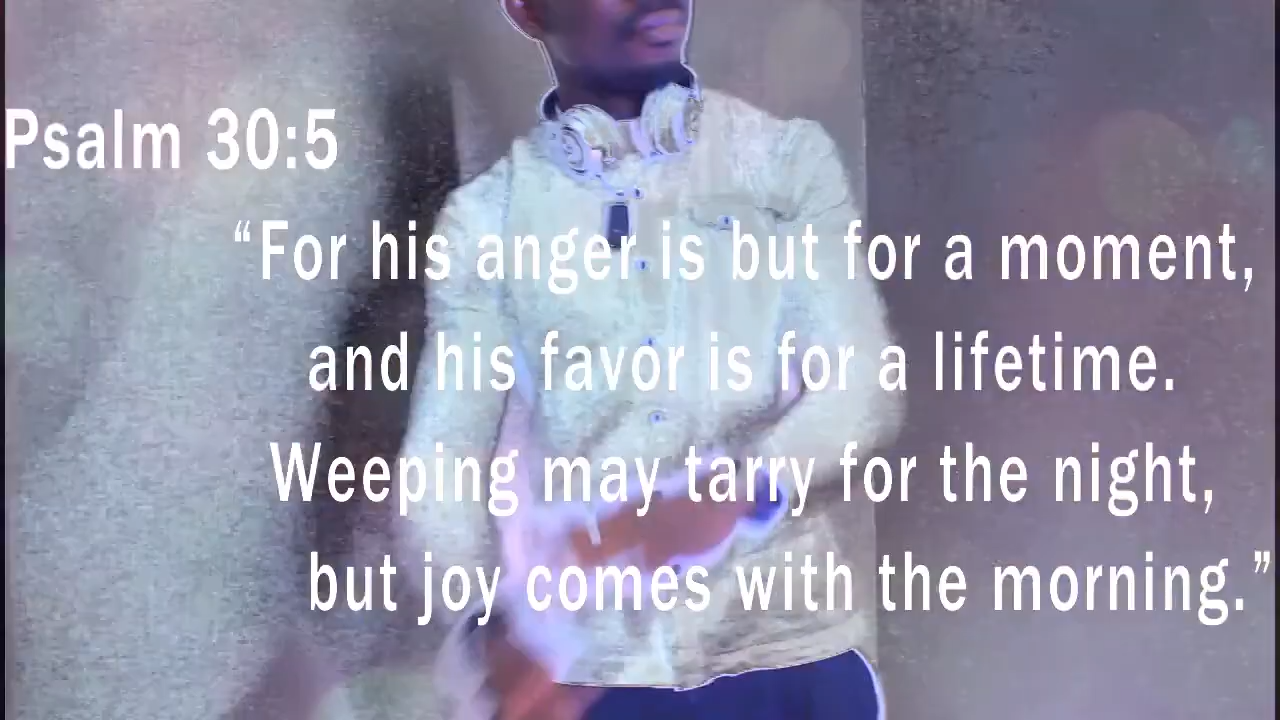 Psalm 30:5
“For his anger is but for a moment,
and his favor is for a lifetime.
Weeping may tarry for the night,
but joy comes with the morning.”